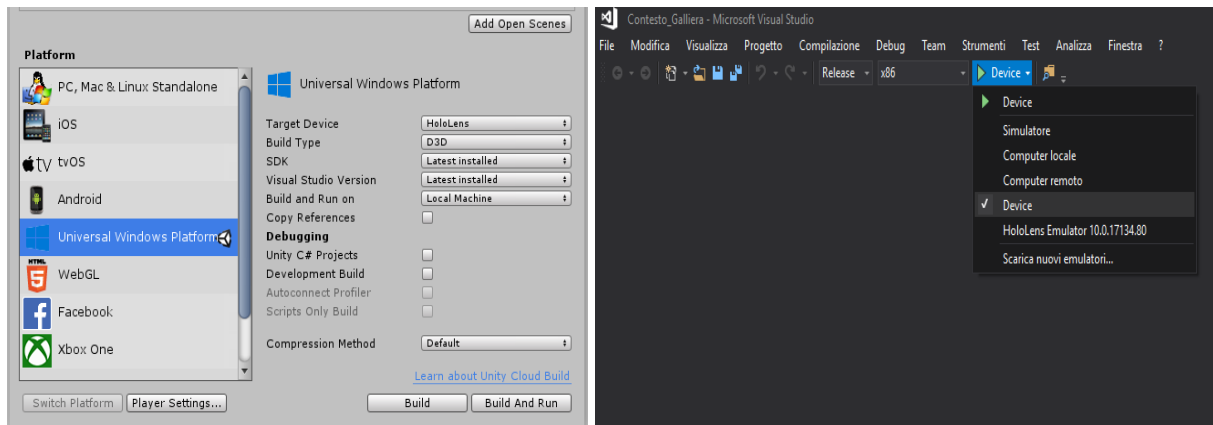 Add Open Scenes
Platform
PC, Mac & Linux Standalone
iOS
tv tvOS
Android
Universal Windows Platform
HTML
5
WebGL
Facebook
Xbox One
Universal Windows Platform
Target Device HoloLens
Build Type D3D
SDK Latest installed
Visual Studio Version Latest installed
Build and Run on Local Machine
Copy References
Debugging
Unity C# Projects
Development Build
Autoconnect Profiler
Scripts Only Build
Compression Method Default
Learn about Unity Cloud Build
Switch Platform Player Settings... Build Build And Run
Contesto_Galliera - Microsoft Visual Studio
File Modifica Visualizza Progetto Compilazione Debug Team Strumenti Test Analizza Finestra ?
Release x86 Device
Device
Simulatore
Computer locale
Computer remoto
Device
HoloLens Emulator 10.0.17134.80
Scarica nuovi emulatori...